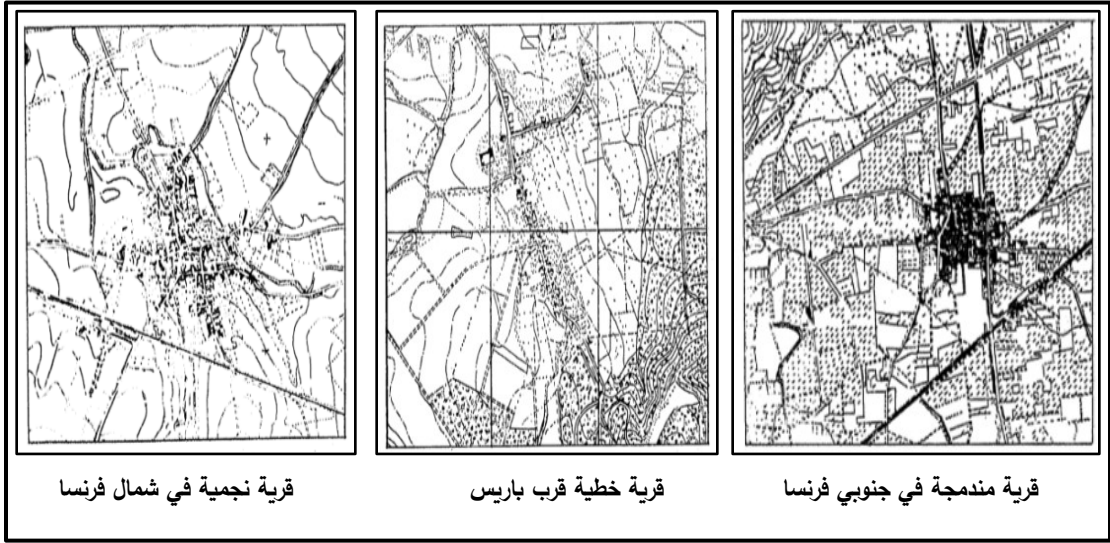 قرية مندمجة في جنوبي فرنسا
قرية خطية قرب باريس
قرية نجمية في شمال فرنسا